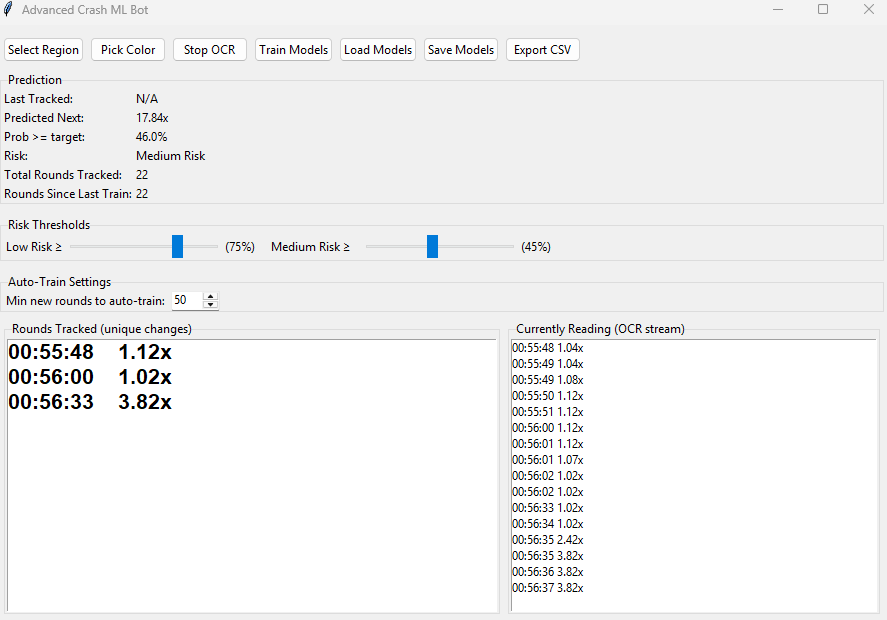 Advanced Crash ML Bot
Select Region Pick Color Stop OCR Train Models Load Models Save Models Export CSV
Prediction
Last Tracked: N/A
Predicted Next: 17.84x
Prob >= target: 46.0%
Risk: Medium Risk
Total Rounds Tracked: 22
Rounds Since Last Train: 22
Risk Thresholds
Low Risk ≥ (75%) Medium Risk ≥ (45%)
Auto-Train Settings
Min new rounds to auto-train: 50
Rounds Tracked (unique changes)
00:55:48 1.12x
00:56:00 1.02x
00:56:33 3.82x
Currently Reading (OCR stream)
00:55:48 1.04x
00:55:49 1.04x
00:55:49 1.08x
00:55:50 1.12x
00:55:51 1.12x
00:56:00 1.12x
00:56:01 1.12x
00:56:01 1.07x
00:56:02 1.02x
00:56:02 1.02x
00:56:33 1.02x
00:56:34 1.02x
00:56:35 2.42x
00:56:35 3.82x
00:56:36 3.82x
00:56:37 3.82x